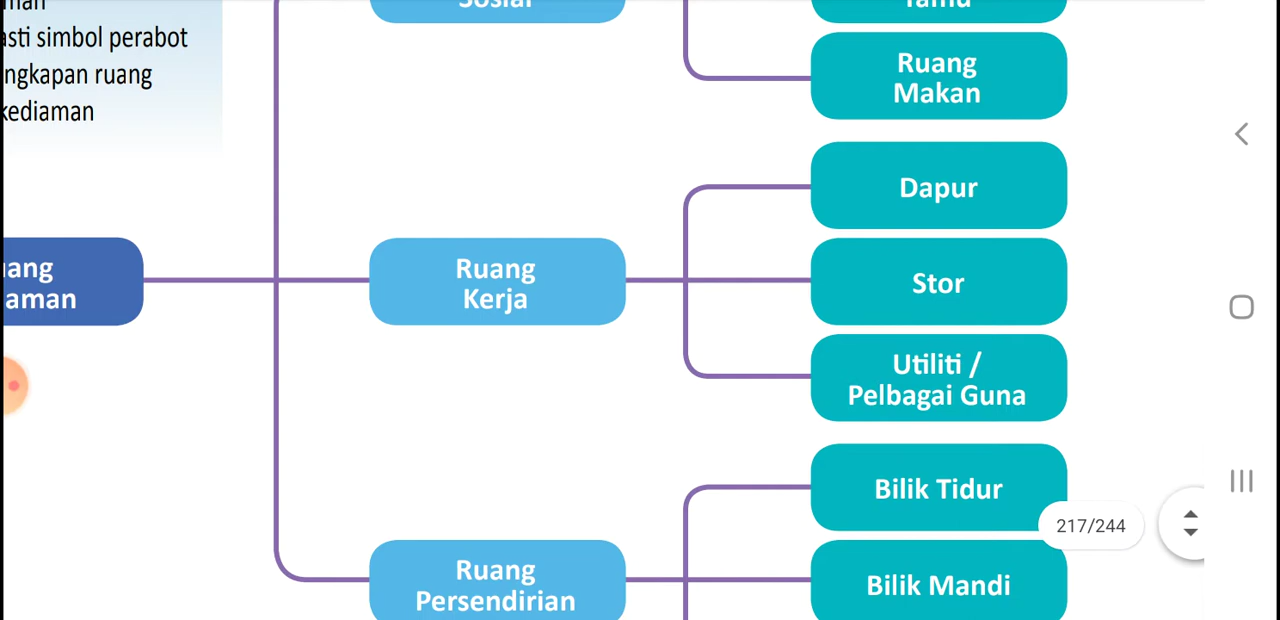 asti simbol perabot
ngkapan ruang
kediaman
Sosial
Tamu
Ruang
Makan
Dapur
uang
aman
Ruang
Kerja
Stor
Utiliti /
Pelbagai Guna
Bilik Tidur
217/244
Ruang
Persendirian
Bilik Mandi